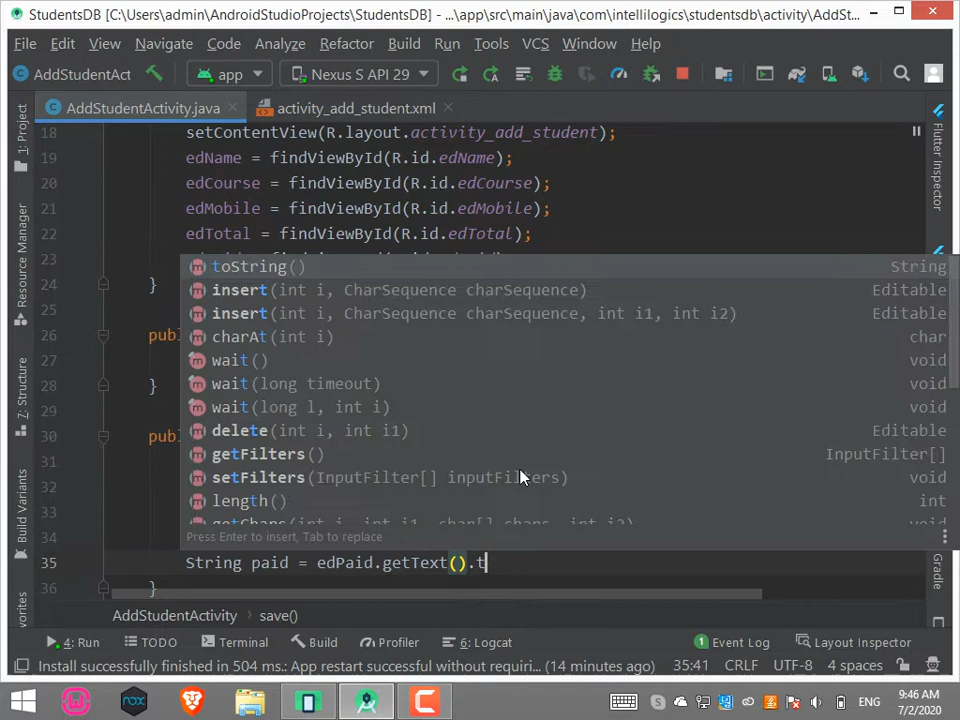 StudentsDB [C:\Users\admin\AndroidStudioProjects\StudentsDB] - ...\app\src\main\java\com\intellilogics\studentsdb\activity\AddSt...
File Edit View Navigate Code Analyze Refactor Build Run Tools VCS Window Help
AddStudentAct app Nexus S API 29
AddStudentActivity.java activity_add_student.xml
18 setContentView(R.layout.activity_add_student);
19 edName = findViewById(R.id.edName);
20 edCourse = findViewById(R.id.edCourse);
21 edMobile = findViewById(R.id.edMobile);
22 edTotal = findViewById(R.id.edTotal);
23
24 }
25
26 publ
27
28 }
29
30 publ
31
32
33
34
35 String paid = edPaid.getText().t
}
toString() String
insert(int i, CharSequence charSequence) Editable
insert(int i, CharSequence charSequence, int i1, int i2) Editable
charAt(int i) char
wait() void
wait(long timeout) void
wait(long l, int i) void
delete(int i, int i1) Editable
getFilters() InputFilter[]
setFilters(InputFilter[] inputFilters) void
length() int
getChars(int i, int i1, char[] chars, int i2) void
Press Enter to insert, Tab to replace
AddStudentActivity save()
1: Project
Resource Manager
7: Structure
Build Variants
vorites
Flutter Inspector
Gradle
4: Run TODO Terminal Build Profiler 6: Logcat 1 Event Log Layout Inspector
Install successfully finished in 504 ms.: App restart successful without requiri... (14 minutes ago) 35:41 CRLF UTF-8 4 spaces
nox
ENG
9:46 AM
7/2/2020